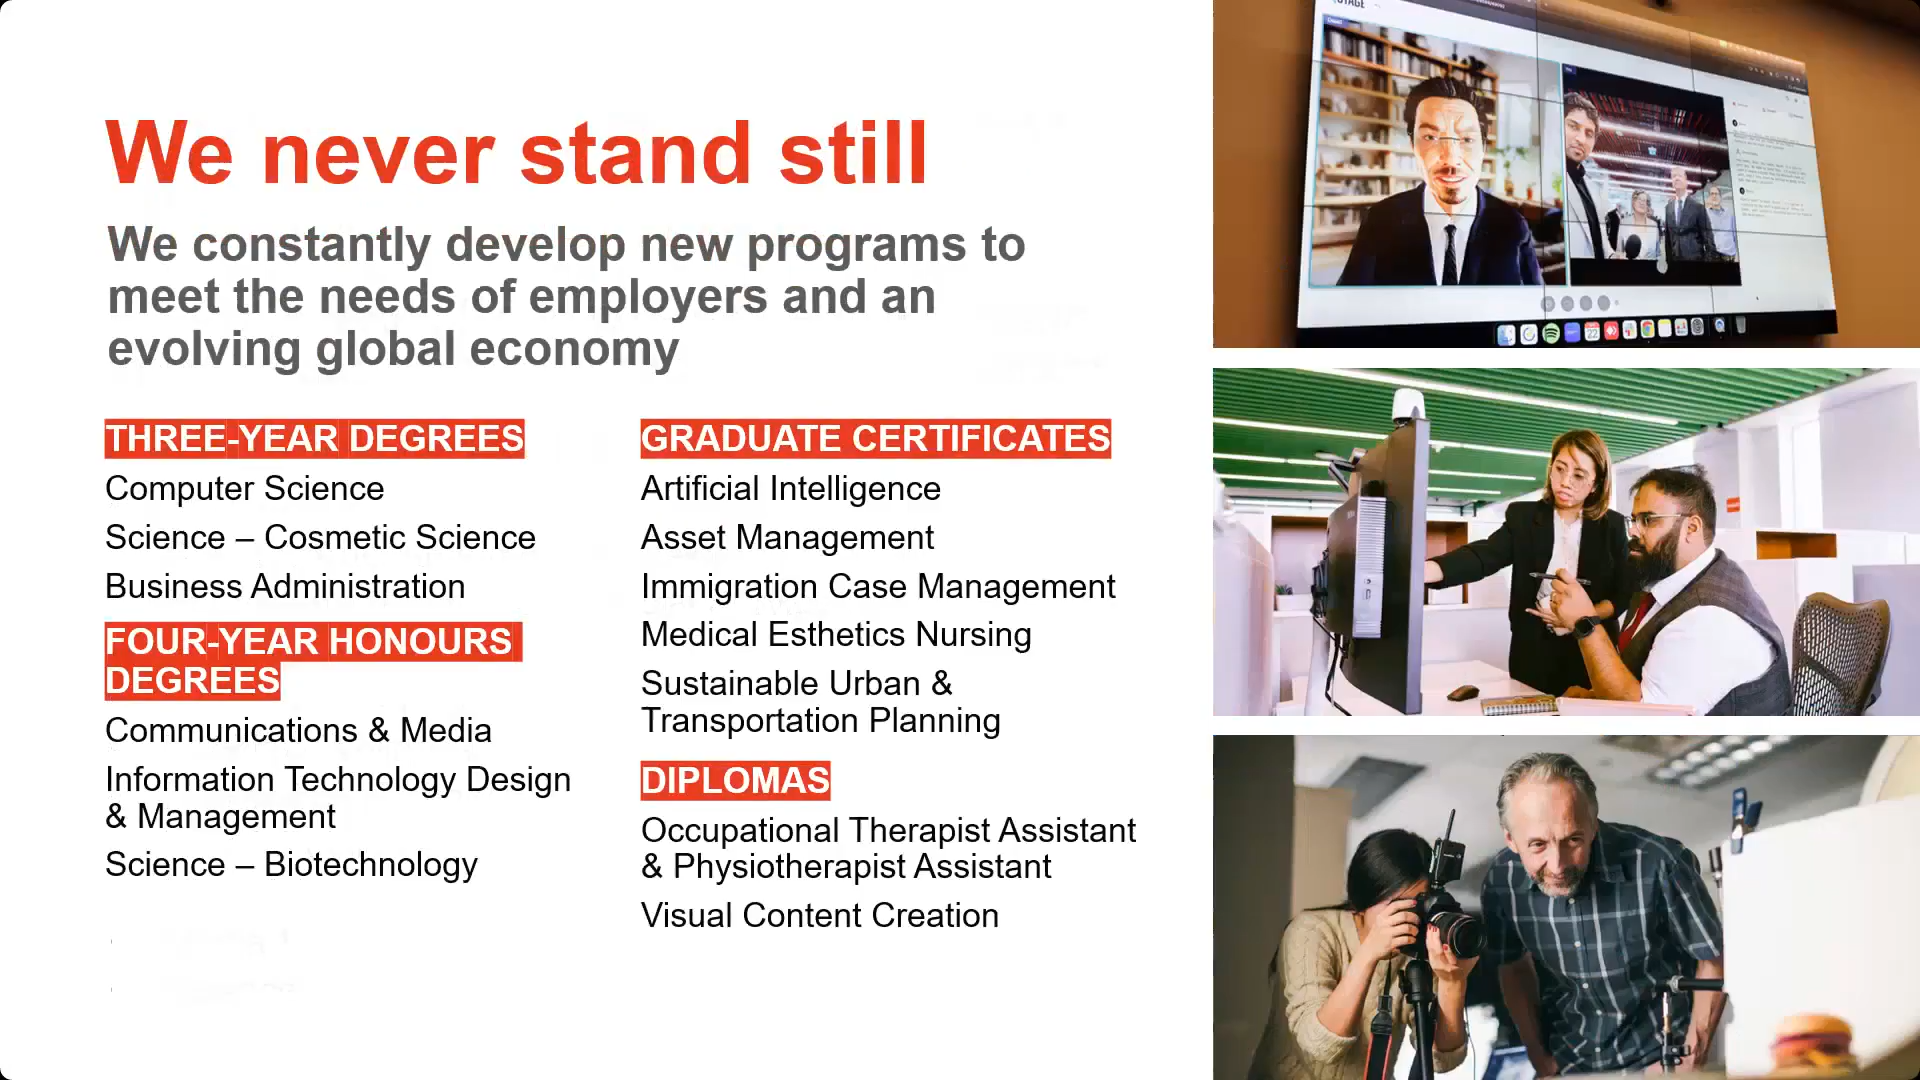 We never stand still
We constantly develop new programs to
meet the needs of employers and an
evolving global economy
THREE-YEAR DEGREES
Computer Science
Science – Cosmetic Science
Business Administration
FOUR-YEAR HONOURS
DEGREES
Communications & Media
Information Technology Design
& Management
Science – Biotechnology
GRADUATE CERTIFICATES
Artificial Intelligence
Asset Management
Immigration Case Management
Medical Esthetics Nursing
Sustainable Urban &
Transportation Planning
DIPLOMAS
Occupational Therapist Assistant
& Physiotherapist Assistant
Visual Content Creation